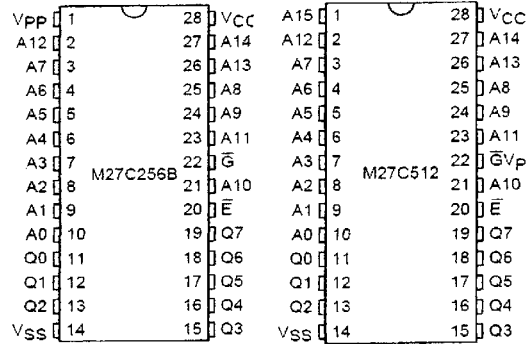 VPP 1 28 VCC
A12 2 27 A14
A7 3 26 A13
A6 4 25 A8
A5 5 24 A9
A4 6 23 A11
A3 7 22 G̅
A2 8 21 A10
A1 9 20 E̅
A0 10 19 Q7
Q0 11 18 Q6
Q1 12 17 Q5
Q2 13 16 Q4
VSS 14 15 Q3
M27C256B
A15 1 28 VCC
A12 2 27 A14
A7 3 26 A13
A6 4 25 A8
A5 5 24 A9
A4 6 23 A11
A3 7 22 G̅VP
A2 8 21 A10
A1 9 20 E̅
A0 10 19 Q7
Q0 11 18 Q6
Q1 12 17 Q5
Q2 13 16 Q4
VSS 14 15 Q3
M27C512